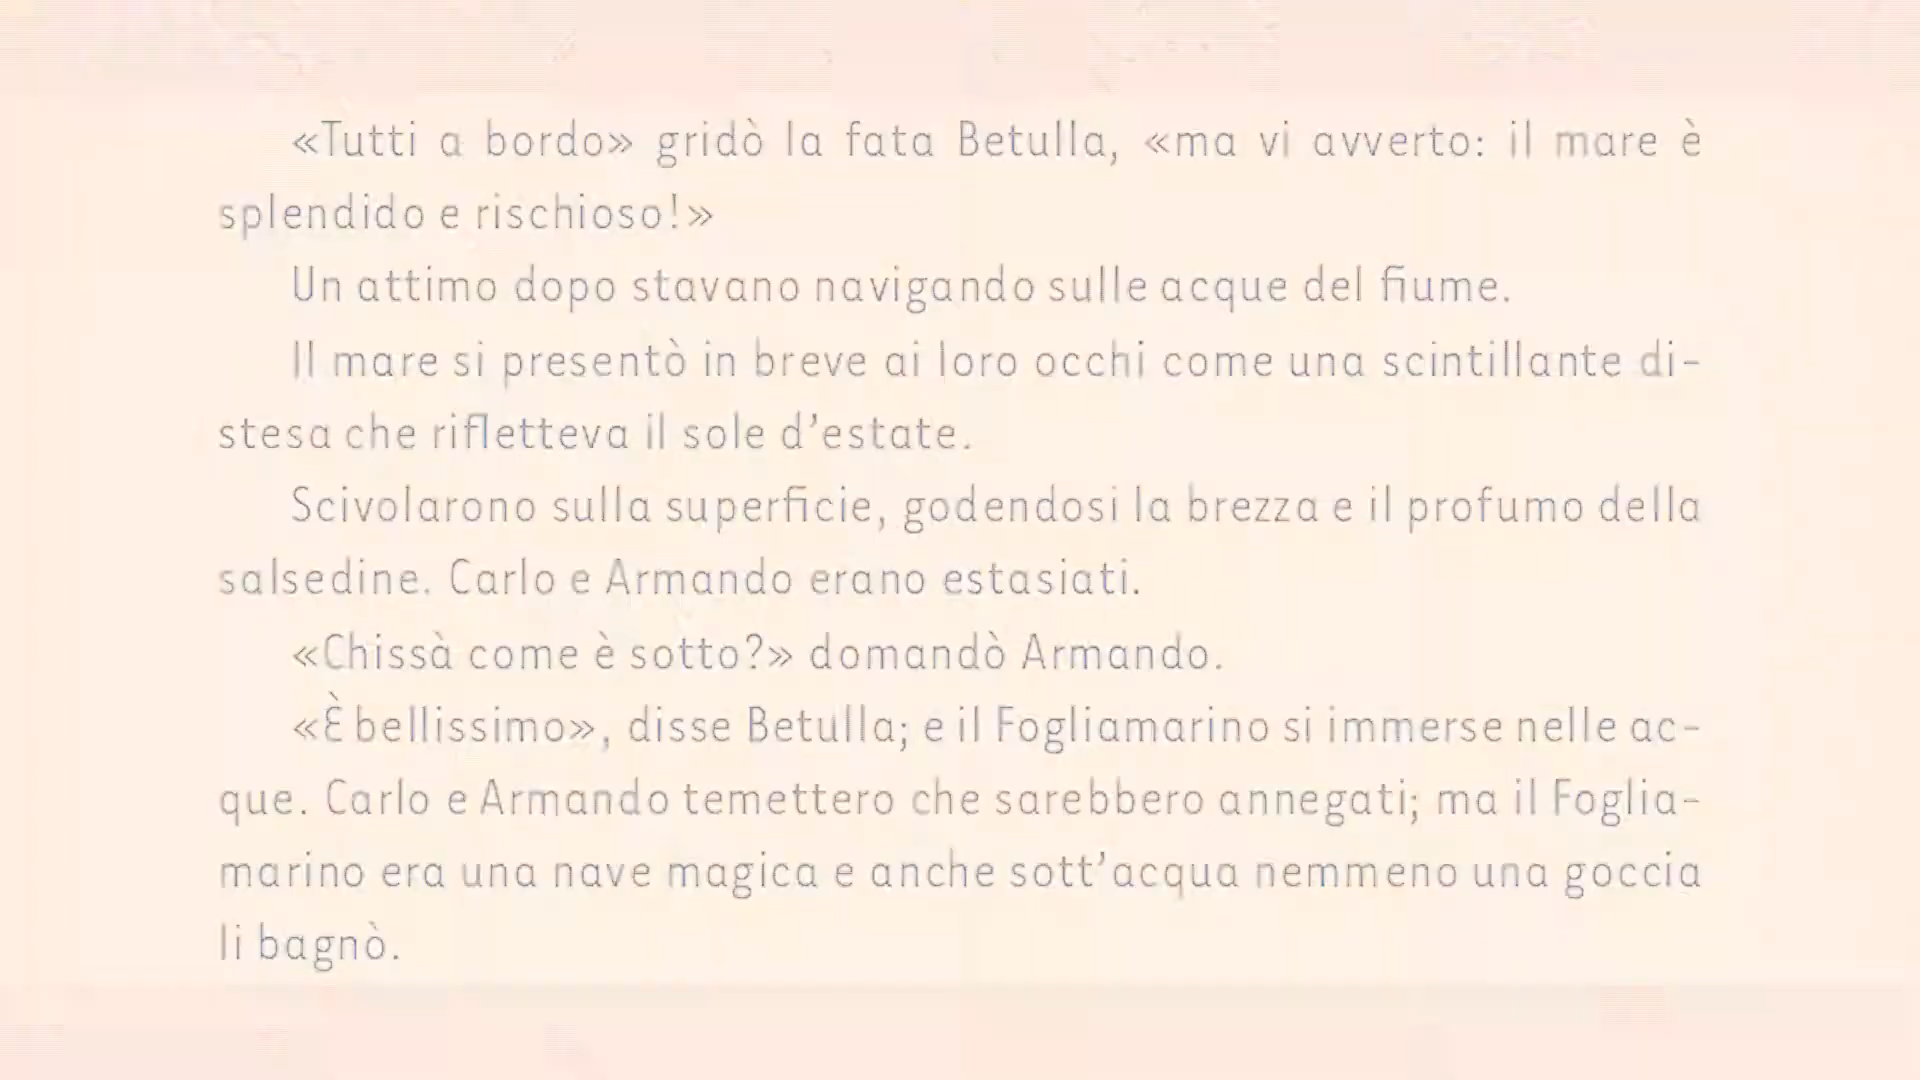 «Tutti a bordo» gridò la fata Betulla, «ma vi avverto: il mare è
splendido e rischioso!»
Un attimo dopo stavano navigando sulle acque del fiume.
Il mare si presentò in breve ai loro occhi come una scintillante di-
stesa che rifletteva il sole d’estate.
Scivolarono sulla superficie, godendosi la brezza e il profumo della
salsedine. Carlo e Armando erano estasiati.
«Chissà come è sotto?» domandò Armando.
«È bellissimo», disse Betulla; e il Fogliamarino si immerse nelle ac-
que. Carlo e Armando temettero che sarebbero annegati; ma il Foglia-
marino era una nave magica e anche sott’acqua nemmeno una goccia
li bagnò.